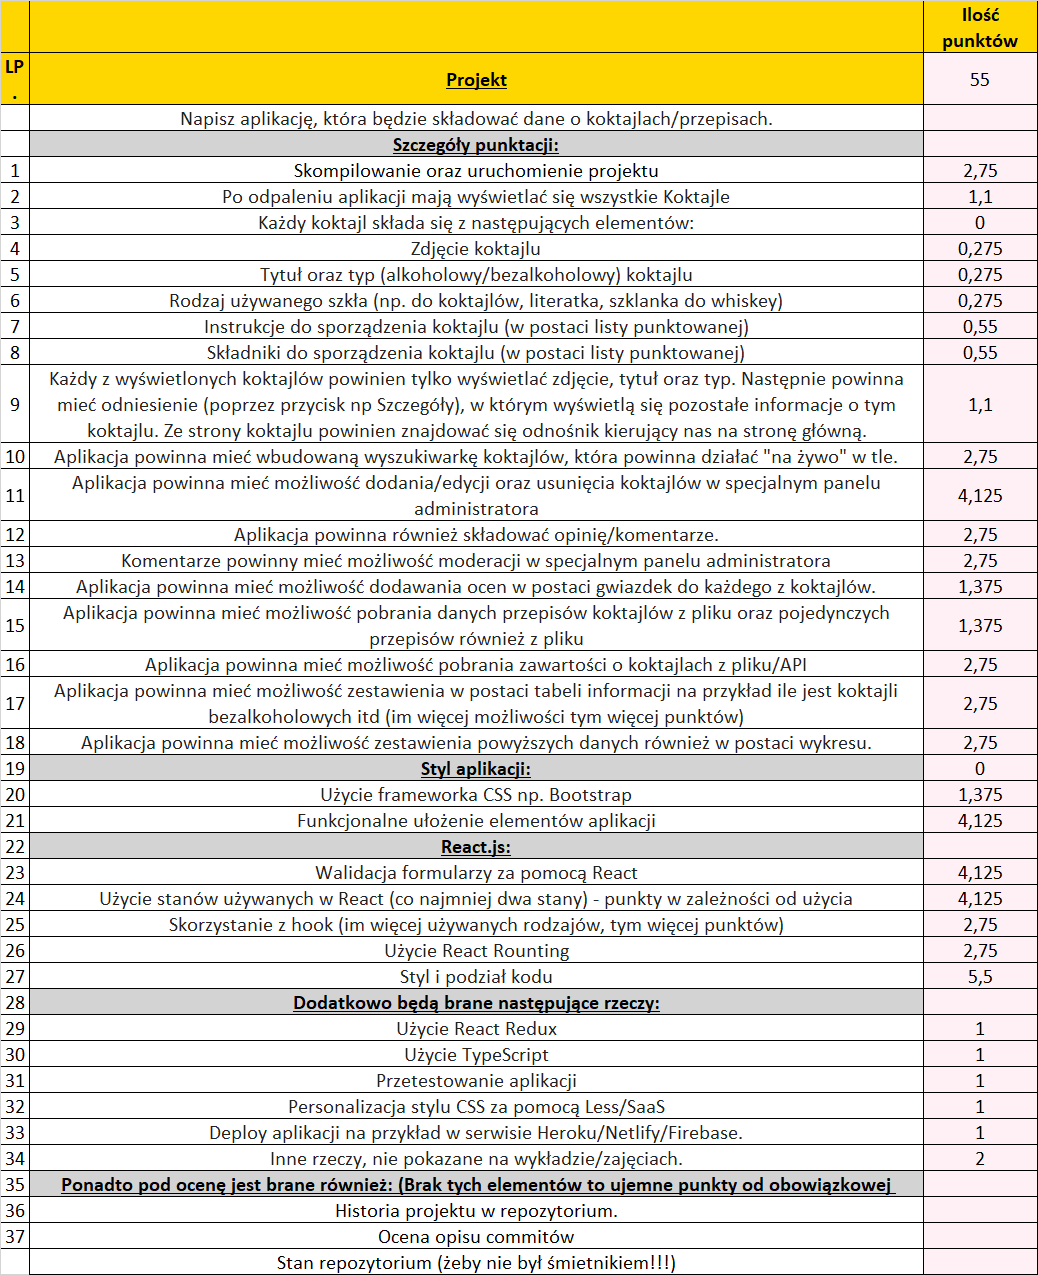 Ilość
punktów
LP
.
Projekt
55
Napisz aplikację, która będzie składować dane o koktajlach/przepisach.
Szczegóły punktacji:
1 Skompilowanie oraz uruchomienie projektu 2,75
2 Po odpaleniu aplikacji mają wyświetlać się wszystkie Koktajle 1,1
3 Każdy koktajl składa się z następujących elementów: 0
4 Zdjęcie koktajlu 0,275
5 Tytuł oraz typ (alkoholowy/bezalkoholowy) koktajlu 0,275
6 Rodzaj używanego szkła (np. do koktajlów, literatka, szklanka do whiskey) 0,275
7 Instrukcje do sporządzenia koktajlu (w postaci listy punktowanej) 0,55
8 Składniki do sporządzenia koktajlu (w postaci listy punktowanej) 0,55
Każdy z wyświetlonych koktajlów powinien tylko wyświetlać zdjęcie, tytuł oraz typ. Następnie powinna
9 mieć odniesienie (poprzez przycisk np Szczegóły), w którym wyświetlą się pozostałe informacje o tym 1,1
koktajlu. Ze strony koktajlu powinien znajdować się odnośnik kierujący nas na stronę główną.
10 Aplikacja powinna mieć wbudowaną wyszukiwarkę koktajlów, która powinna działać "na żywo" w tle. 2,75
11 Aplikacja powinna mieć możliwość dodania/edycji oraz usunięcia koktajlów w specjalnym panelu 4,125
administratora
12 Aplikacja powinna również składować opinię/komentarze. 2,75
13 Komentarze powinny mieć możliwość moderacji w specjalnym panelu administratora 2,75
14 Aplikacja powinna mieć możliwość dodawania ocen w postaci gwiazdek do każdego z koktajlów. 1,375
15 Aplikacja powinna mieć możliwość pobrania danych przepisów koktajlów z pliku oraz pojedynczych 1,375
przepisów również z pliku
16 Aplikacja powinna mieć możliwość pobrania zawartości o koktajlach z pliku/API 2,75
17 Aplikacja powinna mieć możliwość zestawienia w postaci tabeli informacji na przykład ile jest koktajli 2,75
bezalkoholowych itd (im więcej możliwości tym więcej punktów)
18 Aplikacja powinna mieć możliwość zestawienia powyższych danych również w postaci wykresu. 2,75
19 Styl aplikacji: 0
20 Użycie frameworka CSS np. Bootstrap 1,375
21 Funkcjonalne ułożenie elementów aplikacji 4,125
22 React.js:
23 Walidacja formularzy za pomocą React 4,125
24 Użycie stanów używanych w React (co najmniej dwa stany) - punkty w zależności od użycia 4,125
25 Skorzystanie z hook (im więcej używanych rodzajów, tym więcej punktów) 2,75
26 Użycie React Rounting 2,75
27 Styl i podział kodu 5,5
28 Dodatkowo będą brane następujące rzeczy:
29 Użycie React Redux 1
30 Użycie TypeScript 1
31 Przetestowanie aplikacji 1
32 Personalizacja stylu CSS za pomocą Less/SaaS 1
33 Deploy aplikacji na przykład w serwisie Heroku/Netlify/Firebase. 1
34 Inne rzeczy, nie pokazane na wykładzie/zajęciach. 2
35 Ponadto pod ocenę jest brane również: (Brak tych elementów to ujemne punkty od obowiązkowej
36 Historia projektu w repozytorium.
37 Ocena opisu commitów
Stan repozytorium (żeby nie był śmietnikiem!!!)